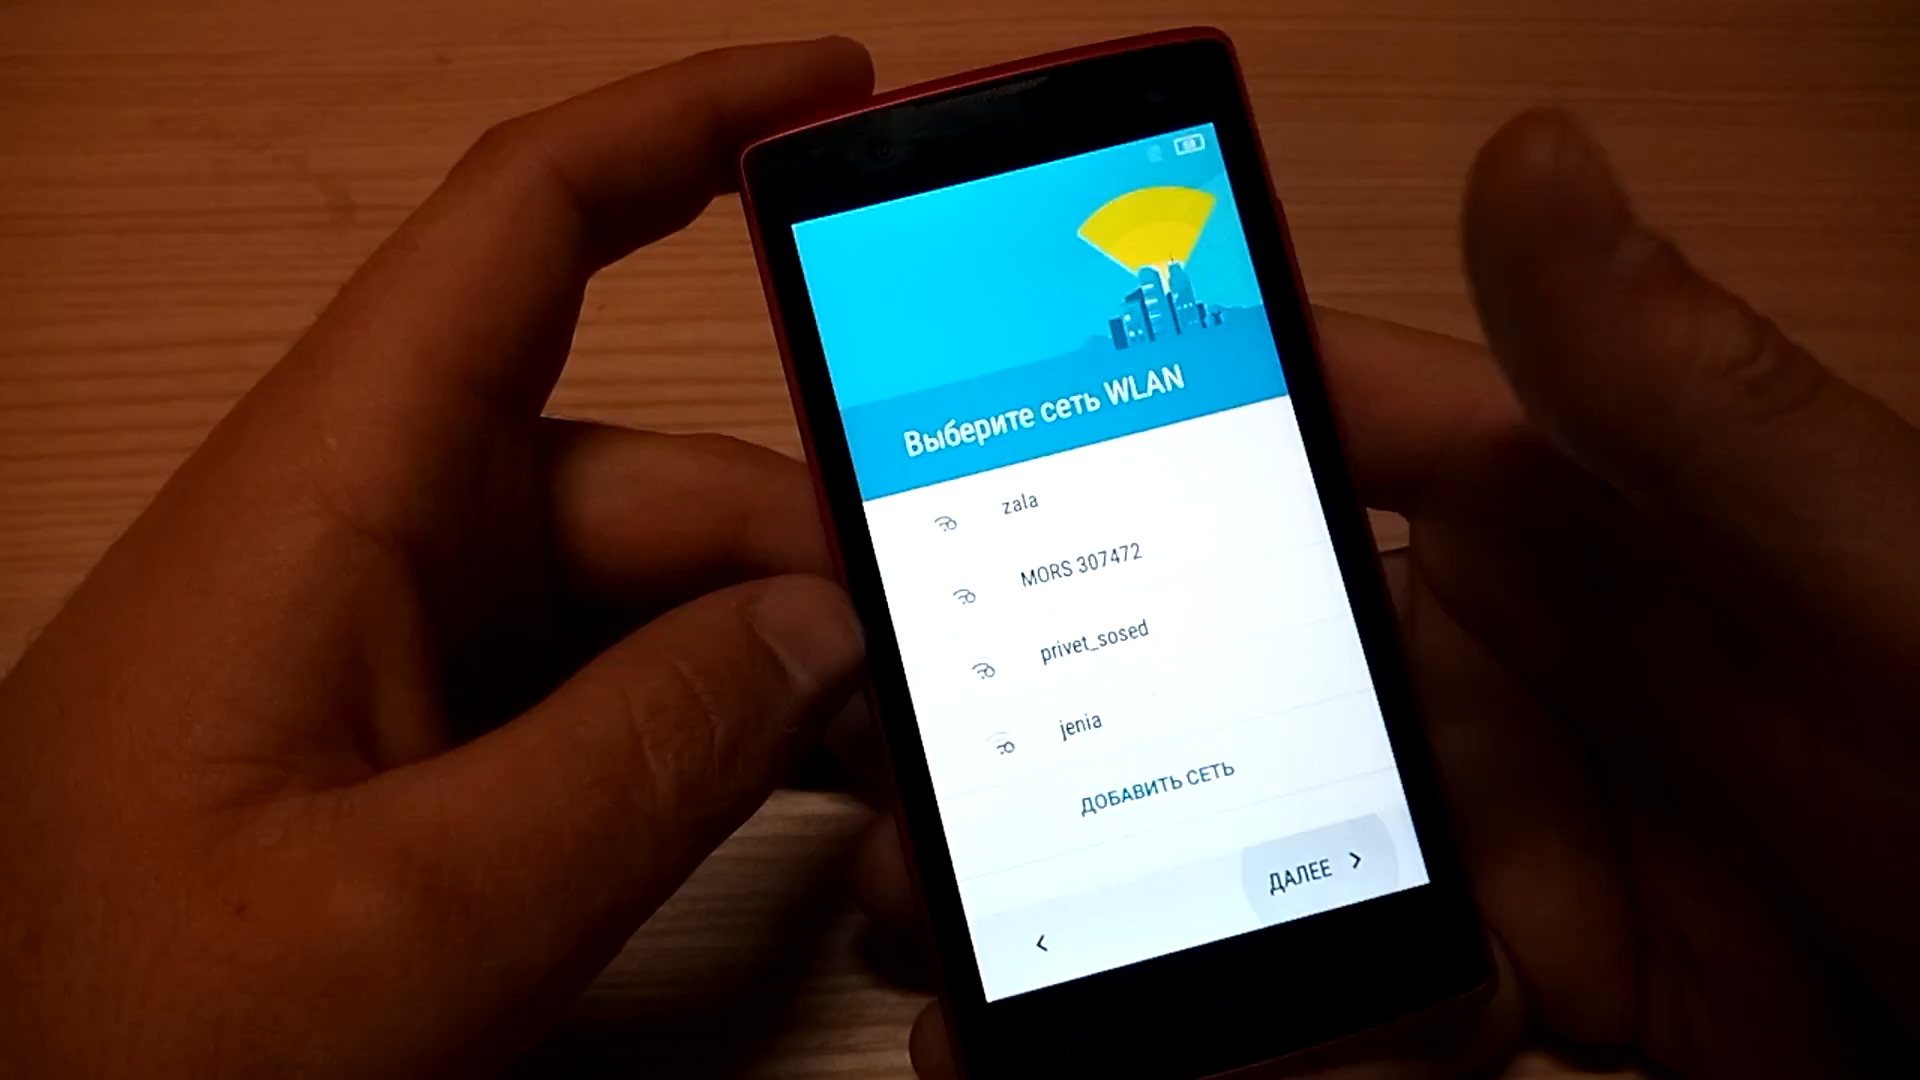 Выберите сеть WLAN
zala
MORS 307472
privet_sosed
jenia
ДОБАВИТЬ СЕТЬ
ДАЛЕЕ